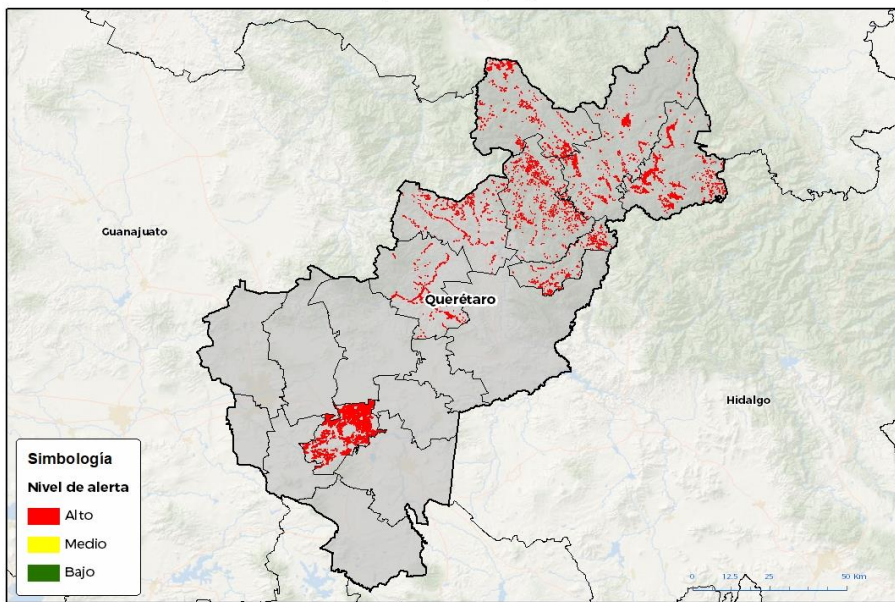 Guanajuato
Querétaro
Hidalgo
Simbología
Nivel de alerta
Alto
Medio
Bajo
0 12.5 25 50 Km